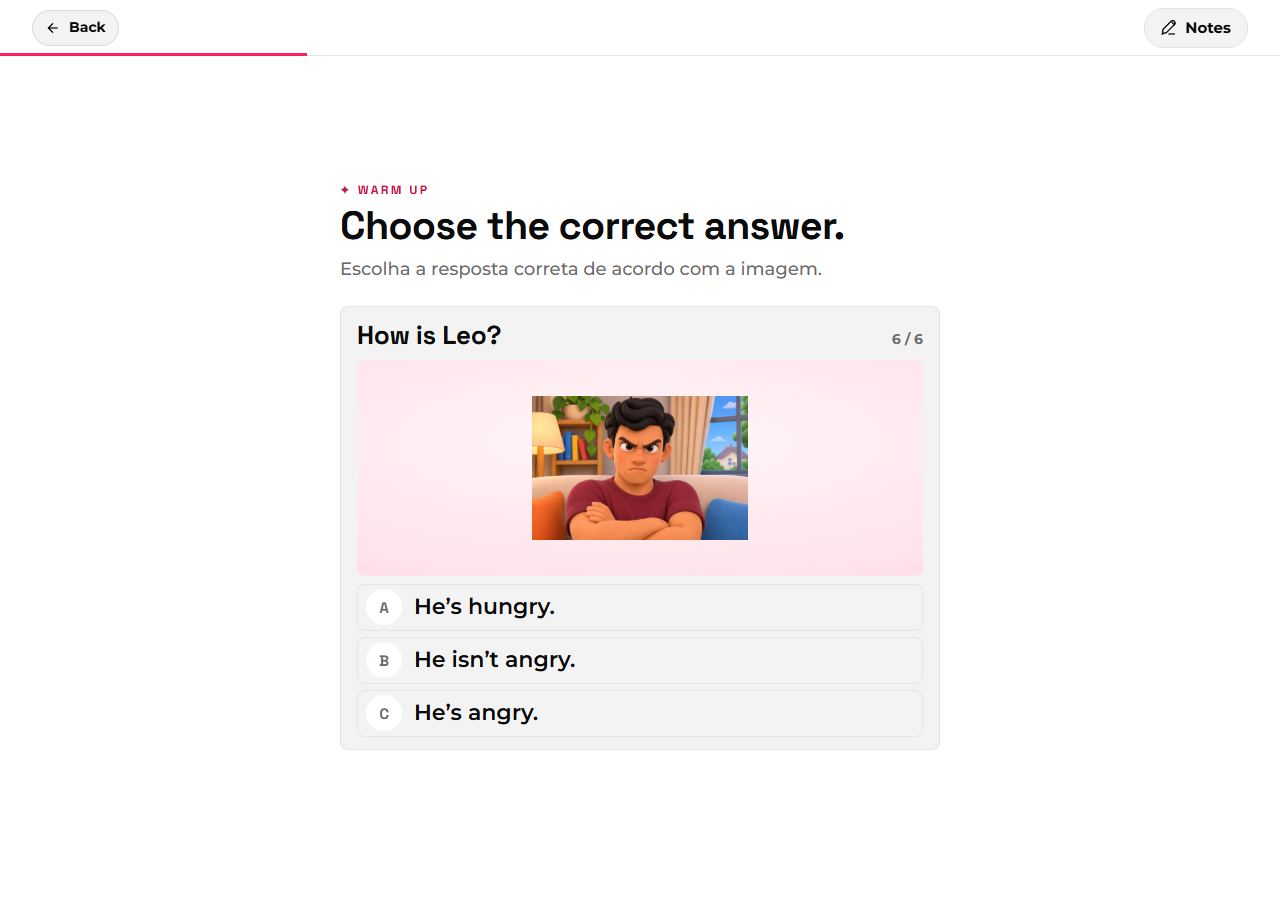 Back
Notes
✦ WARM UP
Choose the correct answer.
Escolha a resposta correta de acordo com a imagem.
How is Leo?
6 / 6
A He’s hungry.
B He isn’t angry.
C He’s angry.